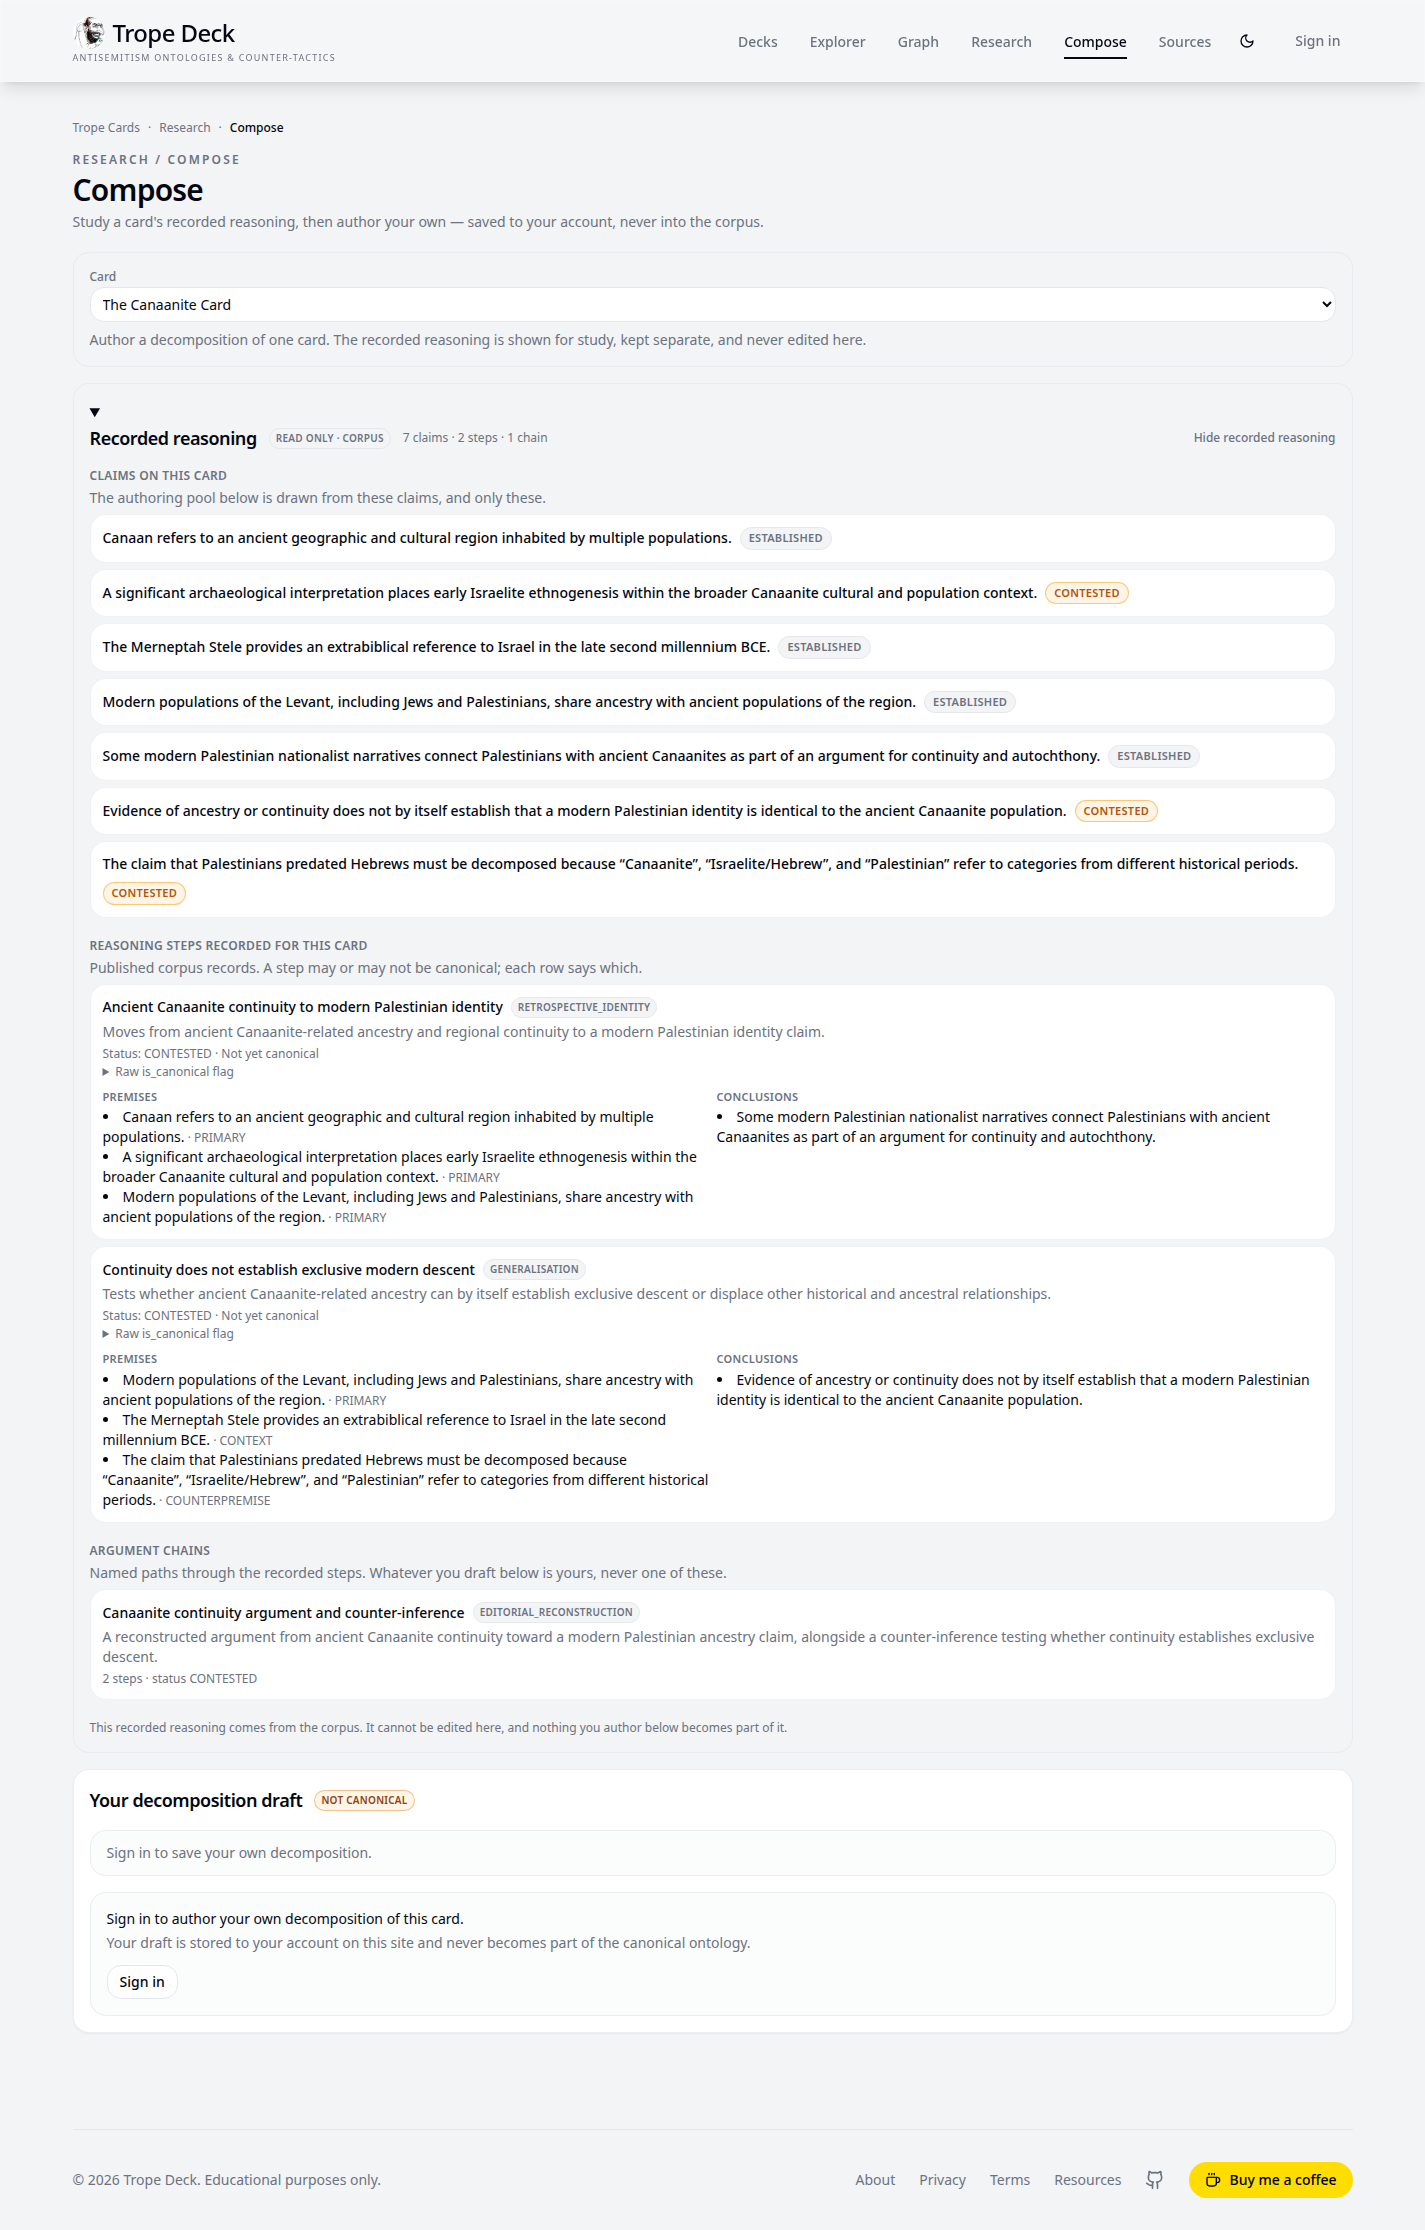 Trope Deck
ANTISEMITISM ONTOLOGIES & COUNTER-TACTICS
Decks
Explorer
Graph
Research
Compose
Sources
Sign in
Trope Cards · Research · Compose
RESEARCH / COMPOSE
Compose
Study a card's recorded reasoning, then author your own — saved to your account, never into the corpus.
Card
The Canaanite Card
Author a decomposition of one card. The recorded reasoning is shown for study, kept separate, and never edited here.
Recorded reasoning READ ONLY · CORPUS 7 claims · 2 steps · 1 chain
Hide recorded reasoning
CLAIMS ON THIS CARD
The authoring pool below is drawn from these claims, and only these.
Canaan refers to an ancient geographic and cultural region inhabited by multiple populations. ESTABLISHED
A significant archaeological interpretation places early Israelite ethnogenesis within the broader Canaanite cultural and population context. CONTESTED
The Merneptah Stele provides an extrabiblical reference to Israel in the late second millennium BCE. ESTABLISHED
Modern populations of the Levant, including Jews and Palestinians, share ancestry with ancient populations of the region. ESTABLISHED
Some modern Palestinian nationalist narratives connect Palestinians with ancient Canaanites as part of an argument for continuity and autochthony. ESTABLISHED
Evidence of ancestry or continuity does not by itself establish that a modern Palestinian identity is identical to the ancient Canaanite population. CONTESTED
The claim that Palestinians predated Hebrews must be decomposed because “Canaanite”, “Israelite/Hebrew”, and “Palestinian” refer to categories from different historical periods.
CONTESTED
REASONING STEPS RECORDED FOR THIS CARD
Published corpus records. A step may or may not be canonical; each row says which.
Ancient Canaanite continuity to modern Palestinian identity RETROSPECTIVE_IDENTITY
Moves from ancient Canaanite-related ancestry and regional continuity to a modern Palestinian identity claim.
Status: CONTESTED · Not yet canonical
Raw is_canonical flag
PREMISES
• Canaan refers to an ancient geographic and cultural region inhabited by multiple
populations. · PRIMARY
• A significant archaeological interpretation places early Israelite ethnogenesis within the
broader Canaanite cultural and population context. · PRIMARY
• Modern populations of the Levant, including Jews and Palestinians, share ancestry with
ancient populations of the region. · PRIMARY
CONCLUSIONS
• Some modern Palestinian nationalist narratives connect Palestinians with ancient
Canaanites as part of an argument for continuity and autochthony.
Continuity does not establish exclusive modern descent GENERALISATION
Tests whether ancient Canaanite-related ancestry can by itself establish exclusive descent or displace other historical and ancestral relationships.
Status: CONTESTED · Not yet canonical
Raw is_canonical flag
PREMISES
• Modern populations of the Levant, including Jews and Palestinians, share ancestry with
ancient populations of the region. · PRIMARY
• The Merneptah Stele provides an extrabiblical reference to Israel in the late second
millennium BCE. · CONTEXT
• The claim that Palestinians predated Hebrews must be decomposed because
“Canaanite”, “Israelite/Hebrew”, and “Palestinian” refer to categories from different historical
periods. · COUNTERPREMISE
CONCLUSIONS
• Evidence of ancestry or continuity does not by itself establish that a modern Palestinian
identity is identical to the ancient Canaanite population.
ARGUMENT CHAINS
Named paths through the recorded steps. Whatever you draft below is yours, never one of these.
Canaanite continuity argument and counter-inference EDITORIAL_RECONSTRUCTION
A reconstructed argument from ancient Canaanite continuity toward a modern Palestinian ancestry claim, alongside a counter-inference testing whether continuity establishes exclusive
descent.
2 steps · status CONTESTED
This recorded reasoning comes from the corpus. It cannot be edited here, and nothing you author below becomes part of it.
Your decomposition draft NOT CANONICAL
Sign in to save your own decomposition.
Sign in to author your own decomposition of this card.
Your draft is stored to your account on this site and never becomes part of the canonical ontology.
Sign in
© 2026 Trope Deck. Educational purposes only.
About
Privacy
Terms
Resources
Buy me a coffee